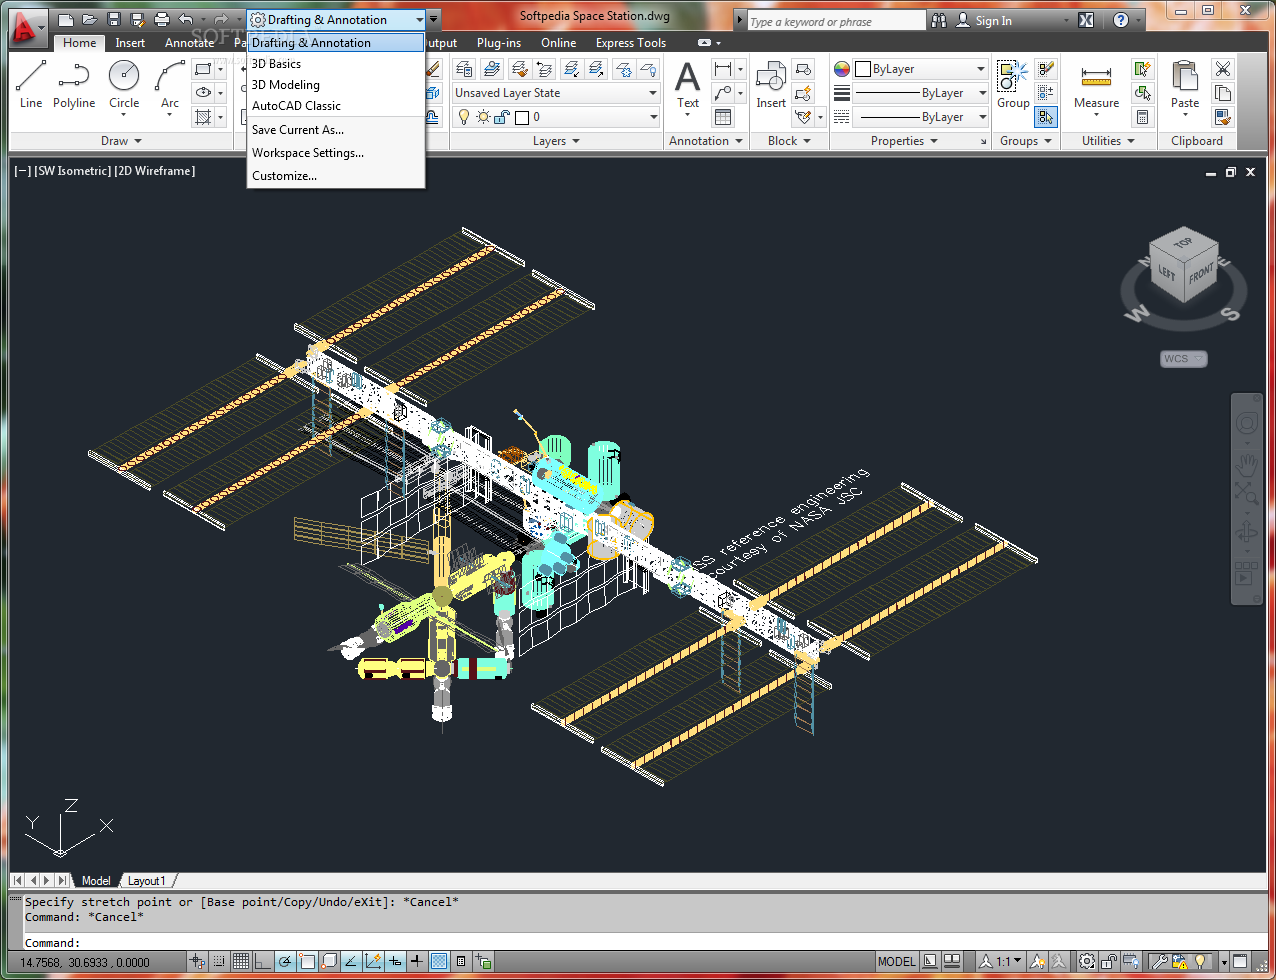 Drafting & Annotation
Softpedia Space Station.dwg
Type a keyword or phrase
Sign In
SOFTPEDIA
Home
Insert
Annotate
Pa
utput
Plug-ins
Online
Express Tools
Drafting & Annotation
3D Basics
3D Modeling
AutoCAD Classic
Save Current As...
Workspace Settings...
Customize...
Line
Polyline
Circle
Arc
Draw
Unsaved Layer State
0
Layers
Text
Annotation
Insert
Block
ByLayer
ByLayer
ByLayer
Properties
Group
Groups
Measure
Utilities
Paste
Clipboard
[−][SW Isometric][2D Wireframe]
TOP
LEFT
FRONT
W
S
N
E
WCS
SS reference engineering
ourtesy of NASA JSC
Z
Y
X
Model
Layout1
Specify stretch point or [Base point/Copy/Undo/eXit]: *Cancel*
Command: *Cancel*
Command:
14.7568, 30.6933 , 0.0000
MODEL
1:1